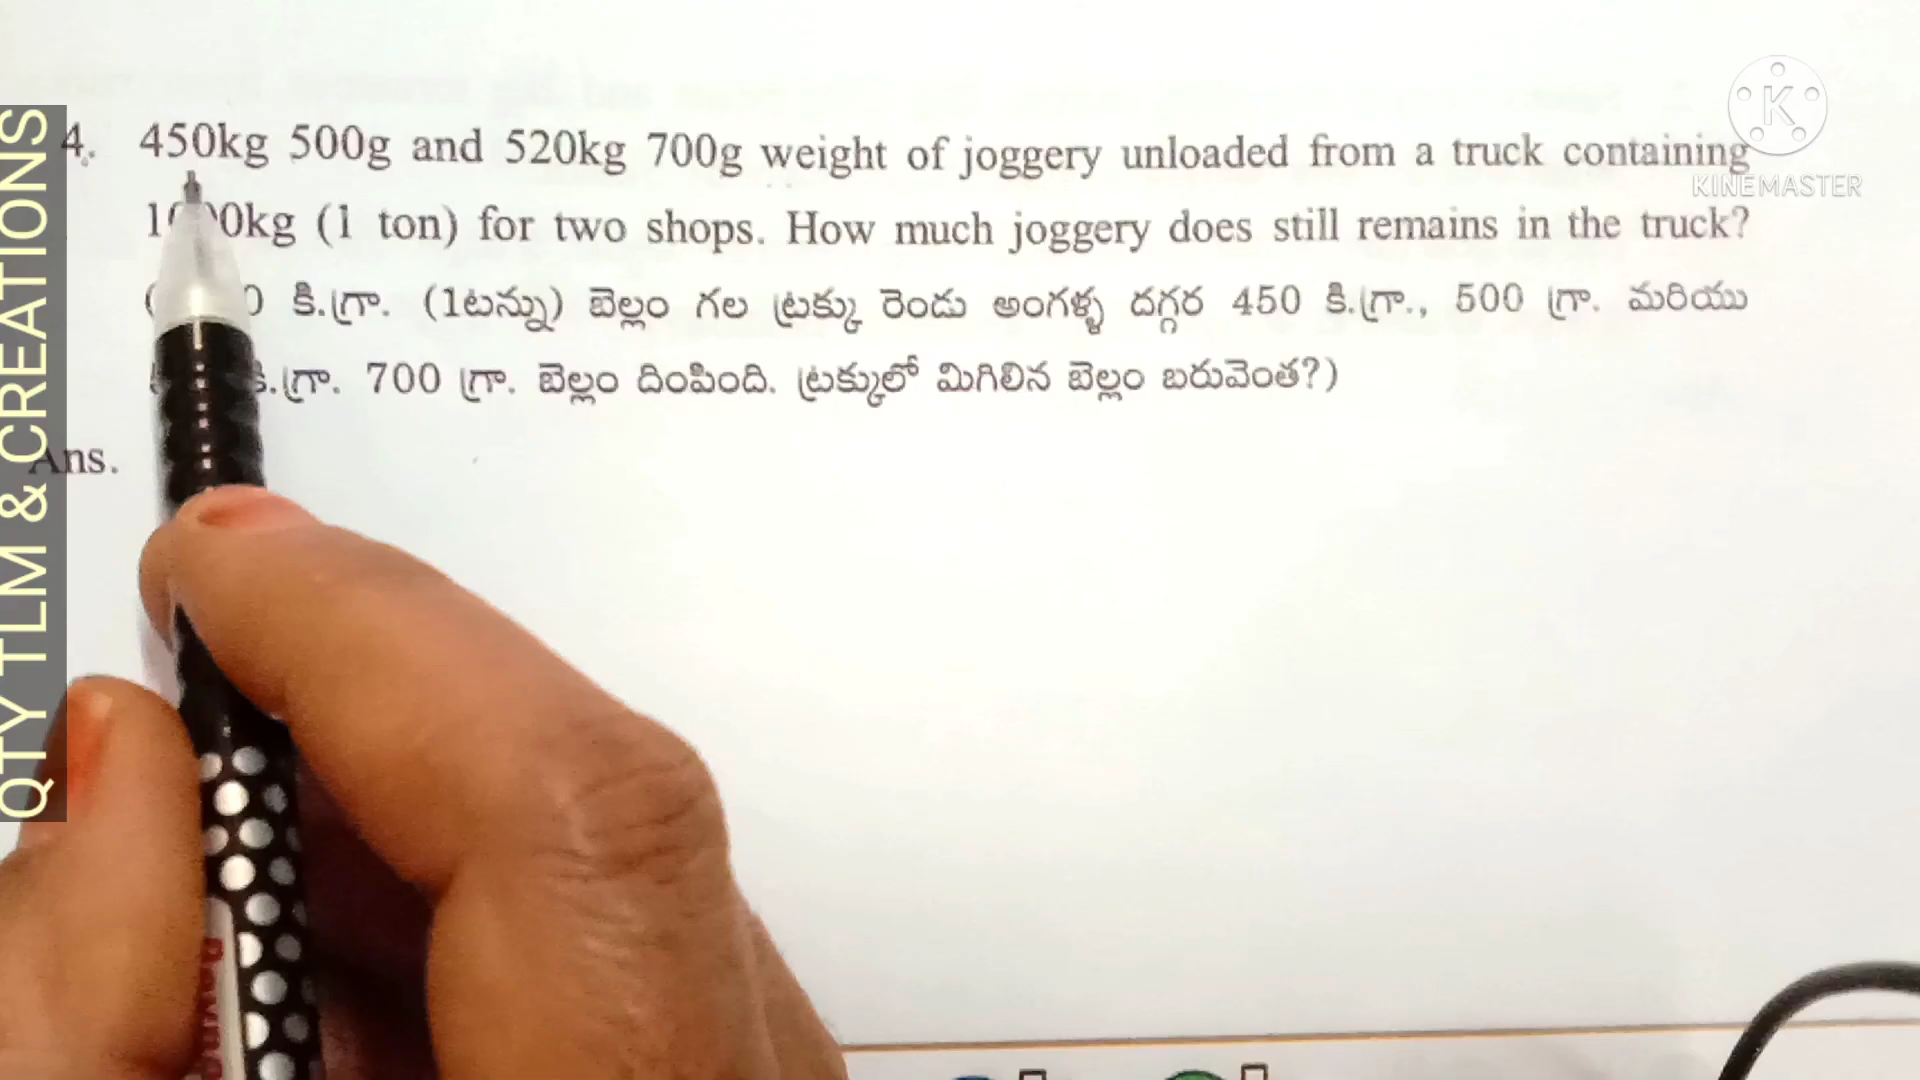 QTY TLM & CREATIONS
K
KINEMASTER
4. 450kg 500g and 520kg 700g weight of joggery unloaded from a truck containing
kg (1 ton) for two shops. How much joggery does still remains in the truck?
కి.గ్రా. (1టన్ను) బెల్లం గల ట్రక్కు రెండు అంగళ్ళ దగ్గర 450 కి.గ్రా., 500 గ్రా. మరియు
కి.గ్రా. 700 గ్రా. బెల్లం దింపింది. ట్రక్కులో మిగిలిన బెల్లం బరువెంత?)
Ans.